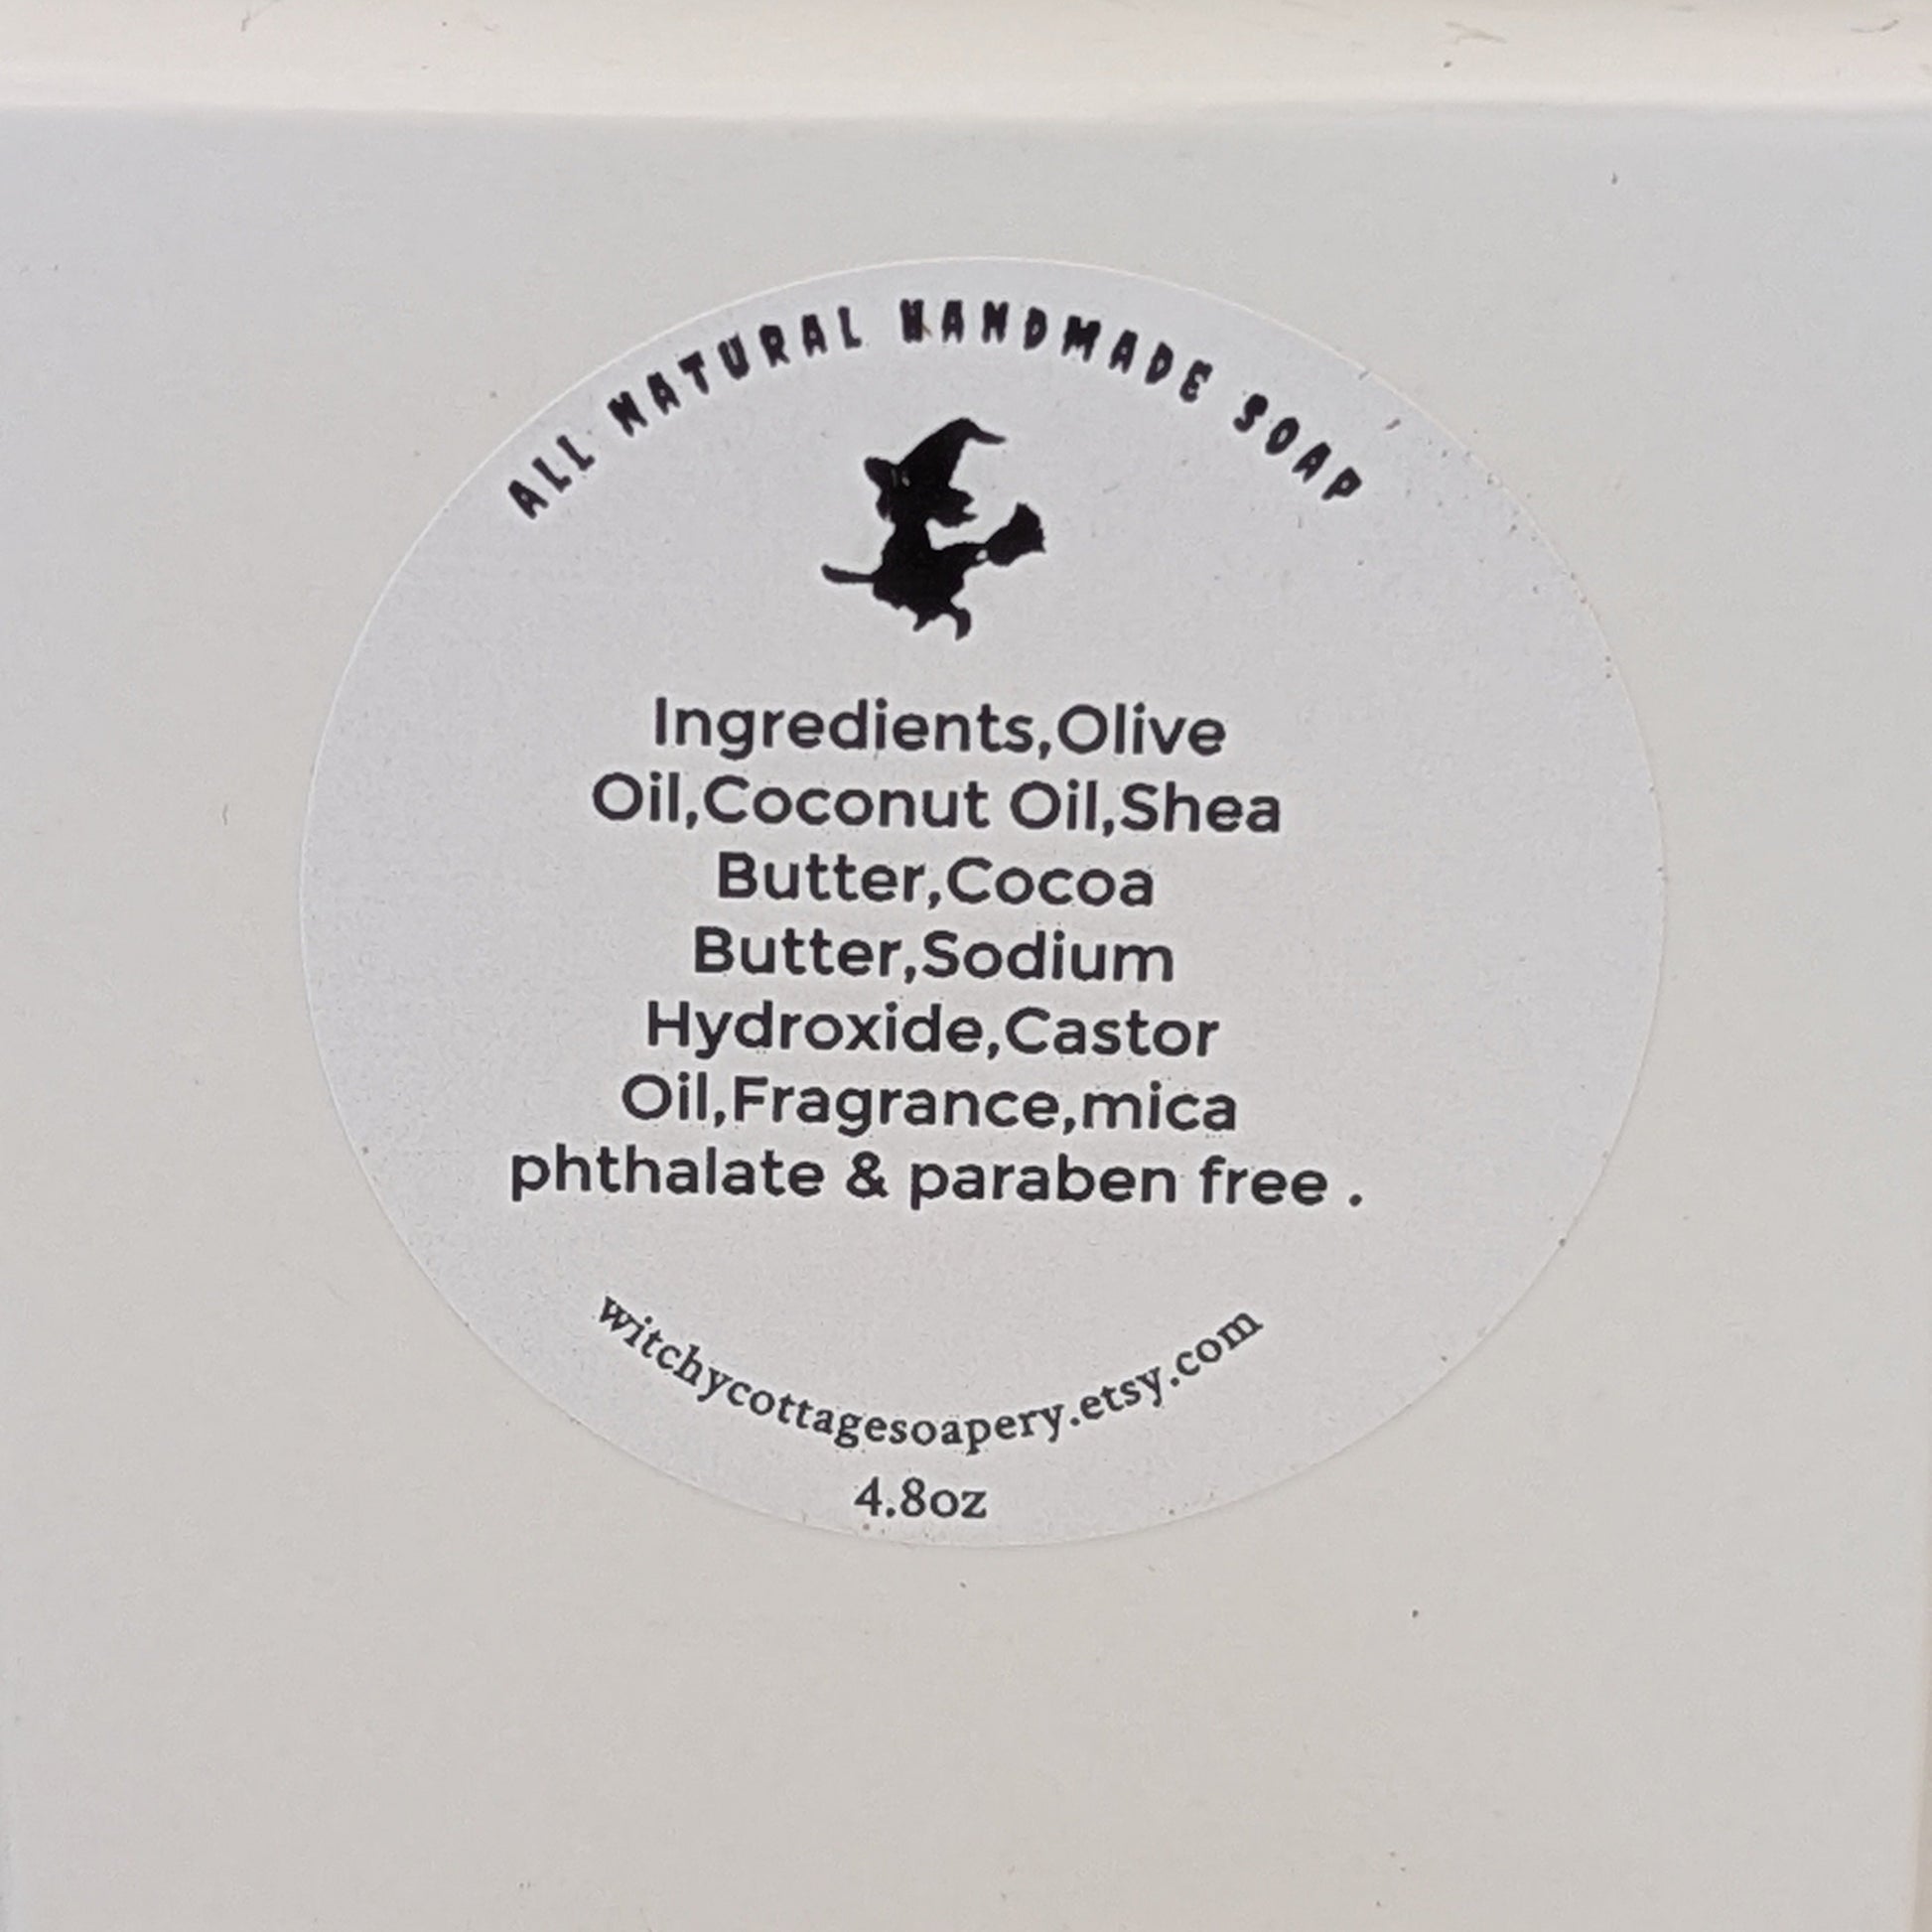 ALL NATURAL HANDMADE SOAP
Ingredients,Olive
Oil,Coconut Oil,Shea
Butter,Cocoa
Butter,Sodium
Hydroxide,Castor
Oil,Fragrance,mica
phthalate & paraben free .
witchycottagesoapery.etsy.com
4.8oz